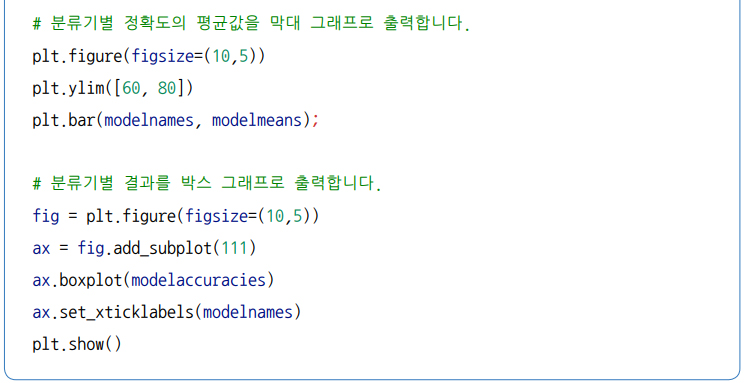 # 분류기별 정확도의 평균값을 막대 그래프로 출력합니다.
plt.figure(figsize=(10,5))
plt.ylim([60, 80])
plt.bar(modelnames, modelmeans);
# 분류기별 결과를 박스 그래프로 출력합니다.
fig = plt.figure(figsize=(10,5))
ax = fig.add_subplot(111)
ax.boxplot(modelaccuracies)
ax.set_xticklabels(modelnames)
plt.show()